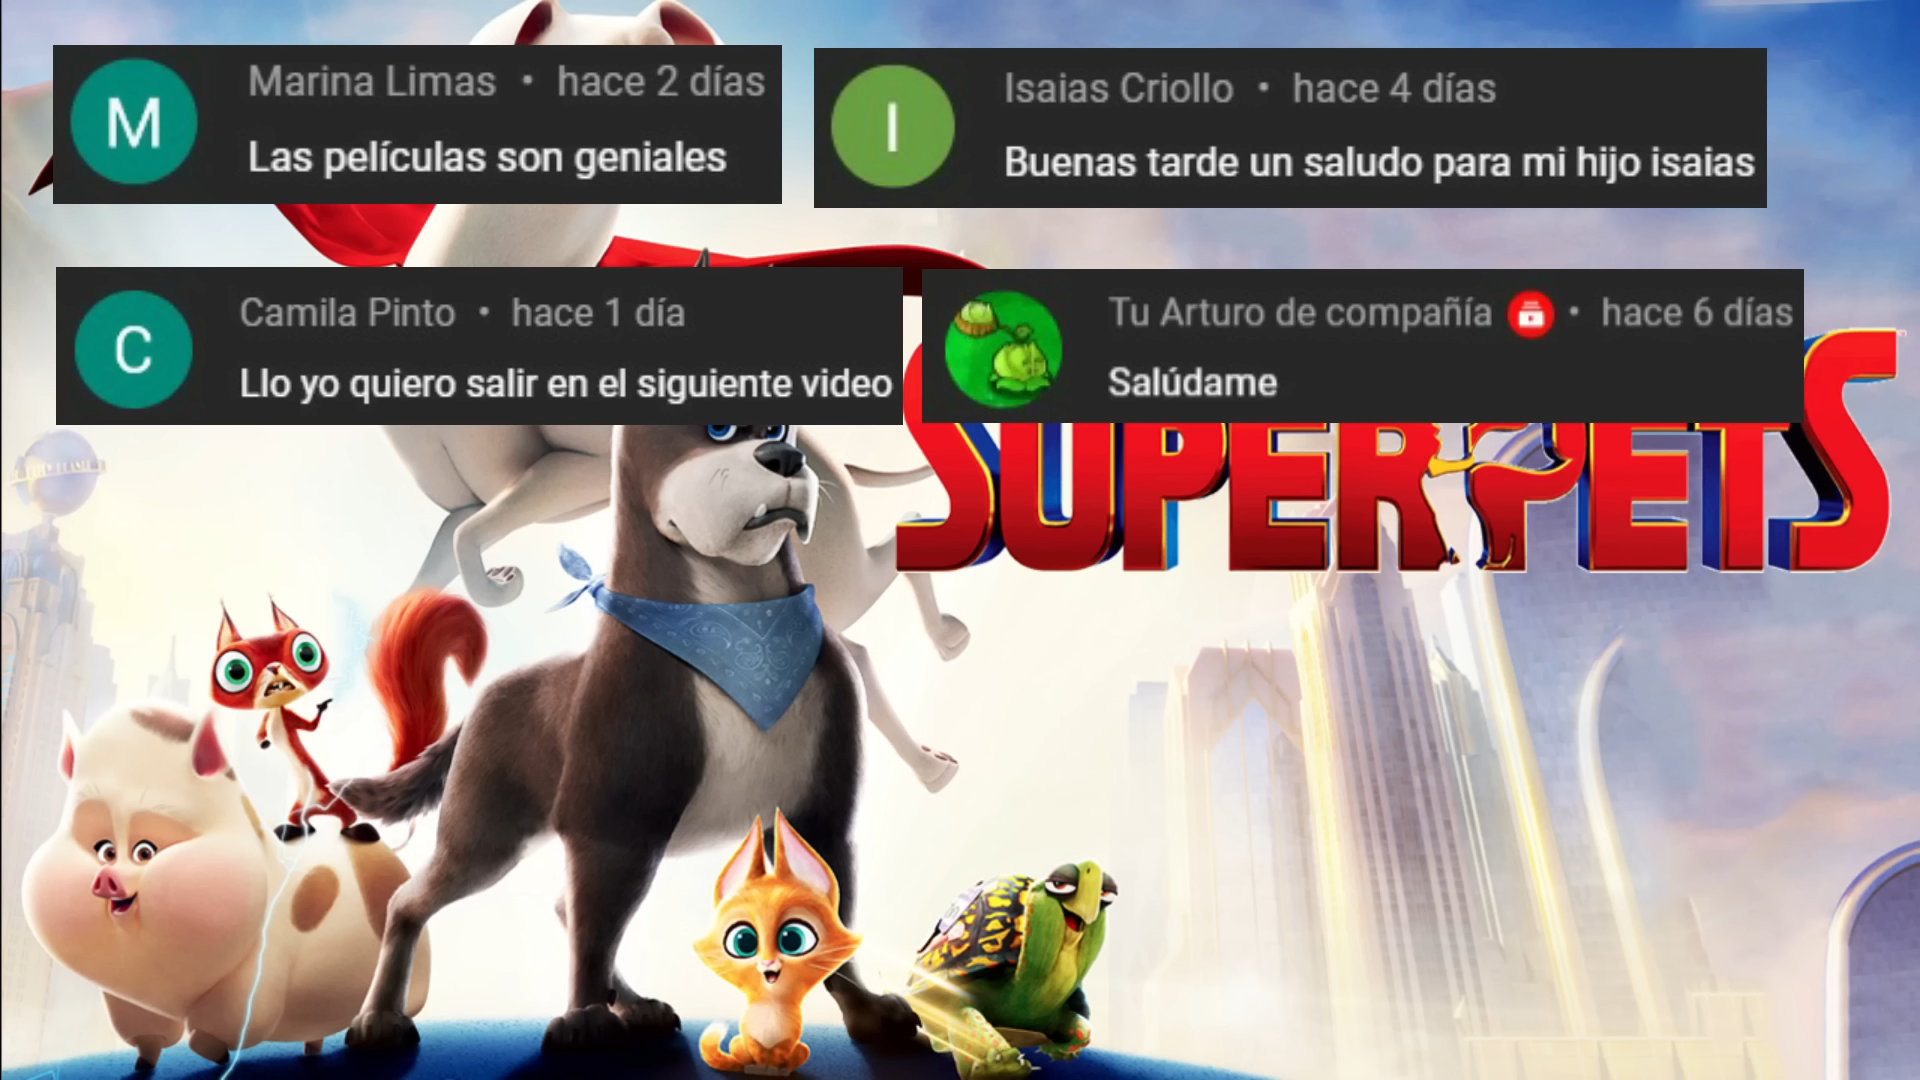 M
Marina Limas • hace 2 días
Las películas son geniales
I
Isaias Criollo • hace 4 días
Buenas tarde un saludo para mi hijo isaias
C
Camila Pinto • hace 1 día
Llo yo quiero salir en el siguiente video
Tu Arturo de compañía • hace 6 días
Salúdame
SUPERPETS